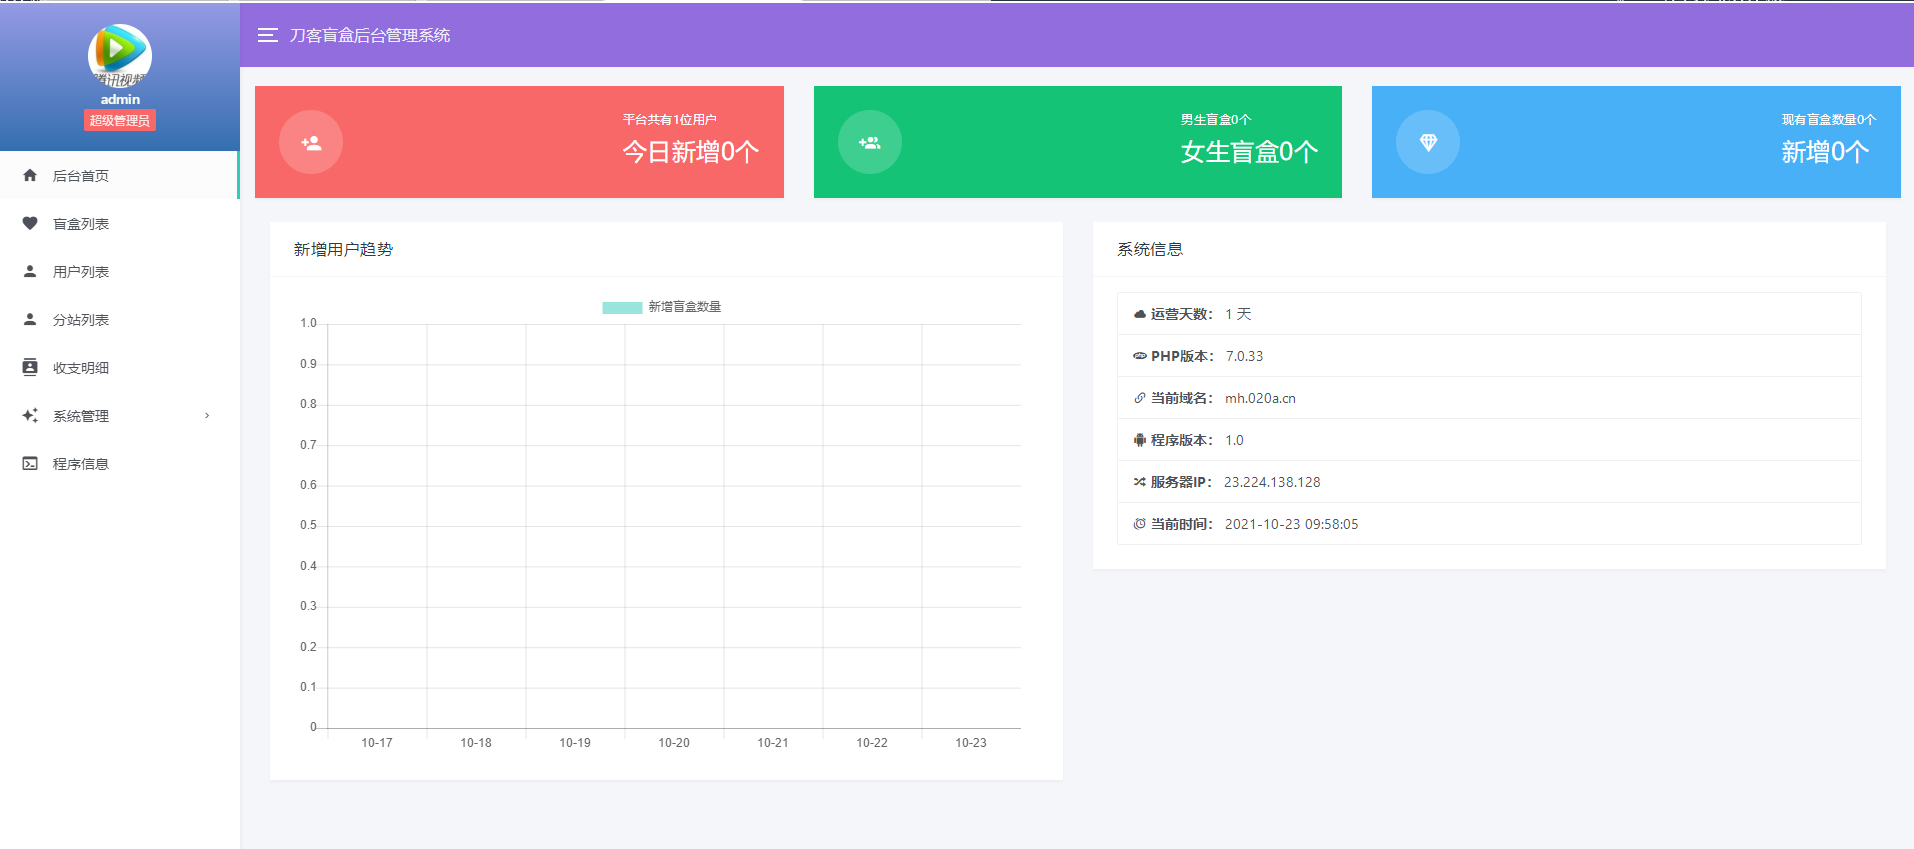 刀客盲盒后台管理系统
腾讯视频
admin
超级管理员
后台首页
盲盒列表
用户列表
分站列表
收支明细
系统管理
程序信息
平台共有1位用户
今日新增0个
男生盲盒0个
女生盲盒0个
现有盲盒数量0个
新增0个
新增用户趋势
新增盲盒数量
1.0
0.9
0.8
0.7
0.6
0.5
0.4
0.3
0.2
0.1
0
10-17 10-18 10-19 10-20 10-21 10-22 10-23
系统信息
运营天数： 1 天
PHP版本： 7.0.33
当前域名： mh.020a.cn
程序版本： 1.0
服务器IP： 23.224.138.128
当前时间： 2021-10-23 09:58:05